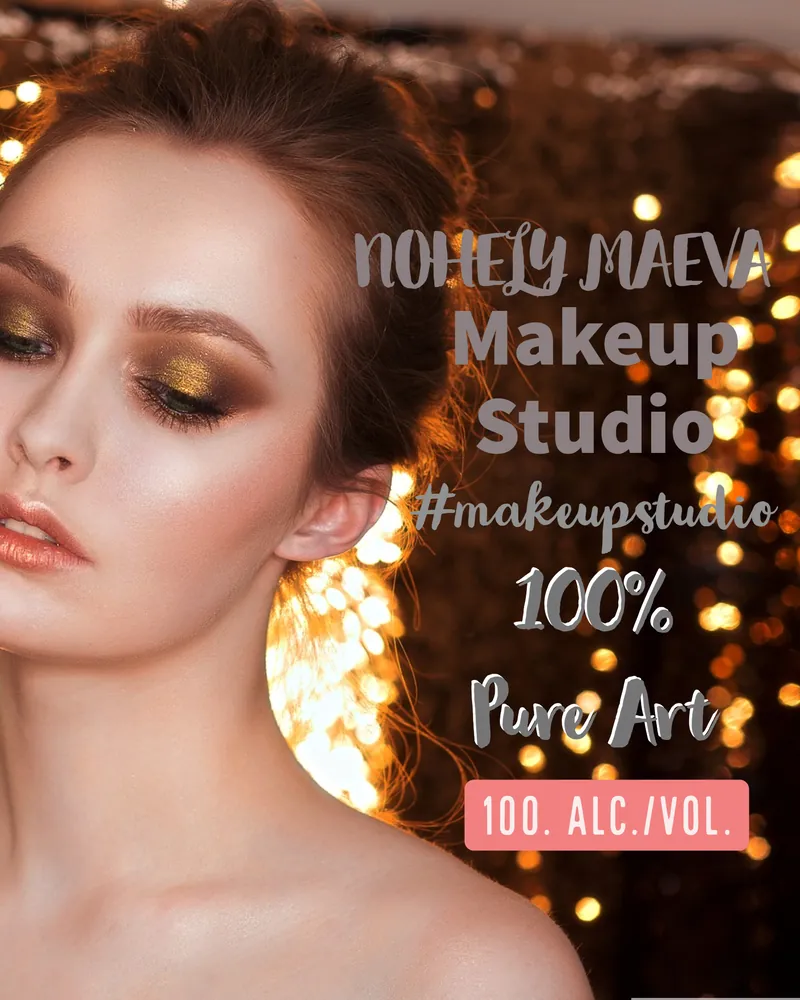 NOHELY MAEVA
Makeup
Studio
#makeupstudio
100%
Pure Art
100. ALC./VOL.